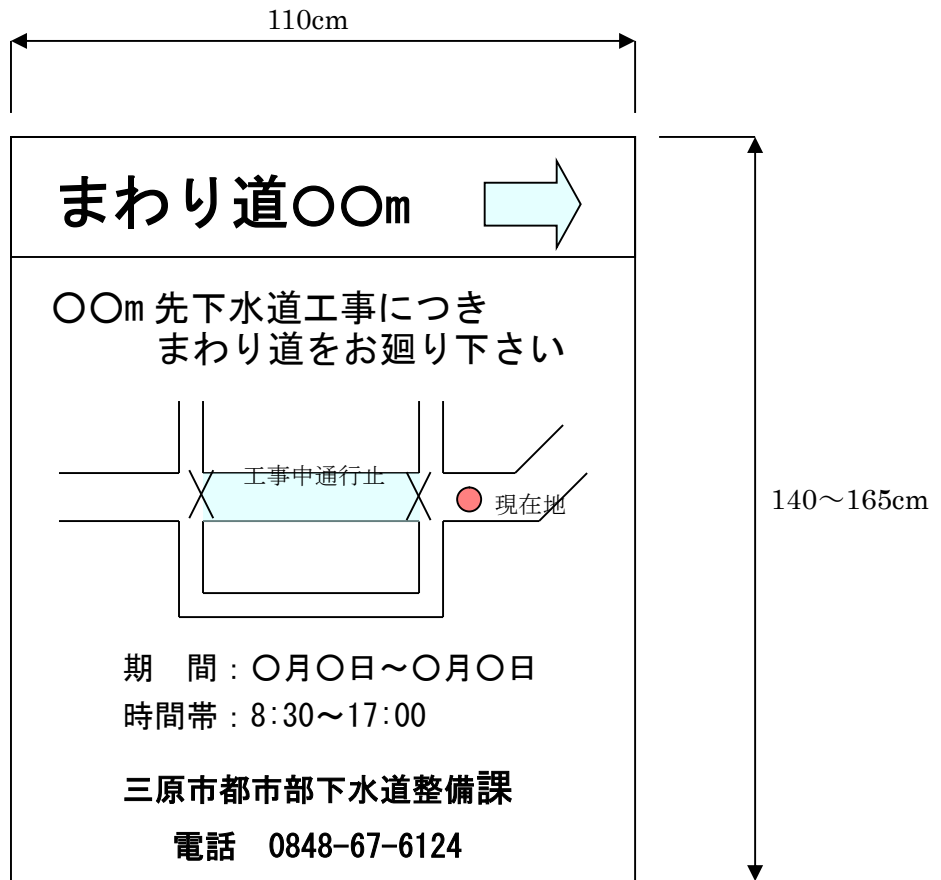 110cm
まわり道○○m
○○m 先下水道工事につき
まわり道をお廻り下さい
工事中通行止
現在地
140～165cm
期　間：○月○日～○月○日
時間帯：8:30～17:00
三原市都市部下水道整備課
電話　0848-67-6124